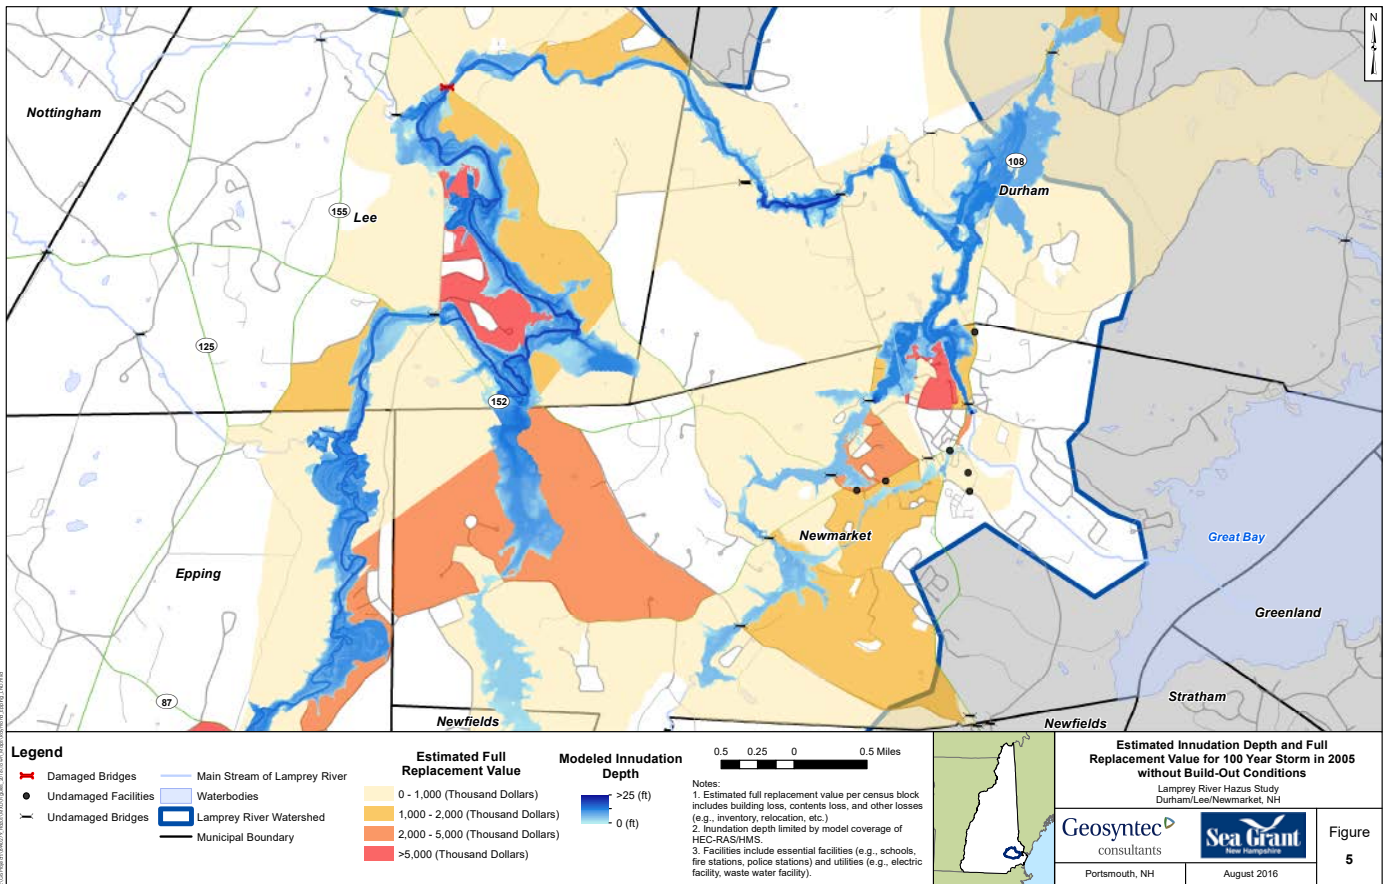 N
Nottingham
108
Durham
155
Lee
125
152
Newmarket
Great Bay
Epping
Greenland
87
Stratham
Newfields
Newfields
Legend
Damaged Bridges
Undamaged Facilities
Undamaged Bridges
Main Stream of Lamprey River
Waterbodies
Lamprey River Watershed
Municipal Boundary
Estimated Full
Replacement Value
0 - 1,000 (Thousand Dollars)
1,000 - 2,000 (Thousand Dollars)
2,000 - 5,000 (Thousand Dollars)
>5,000 (Thousand Dollars)
Modeled Innudation
Depth
>25 (ft)
0 (ft)
0.5 0.25 0 0.5 Miles
Notes:
1. Estimated full replacement value per census block
includes building loss, contents loss, and other losses
(e.g., inventory, relocation, etc.)
2. Inundation depth limited by model coverage of
HEC-RAS/HMS.
3. Facilities include essential facilities (e.g., schools,
fire stations, police stations) and utilities (e.g., electric
facility, waste water facility).
Estimated Innudation Depth and Full
Replacement Value for 100 Year Storm in 2005
without Build-Out Conditions
Lamprey River Hazus Study
Durham/Lee/Newmarket, NH
Geosyntec
consultants
Sea Grant
New Hampshire
Figure
5
Portsmouth, NH
August 2016